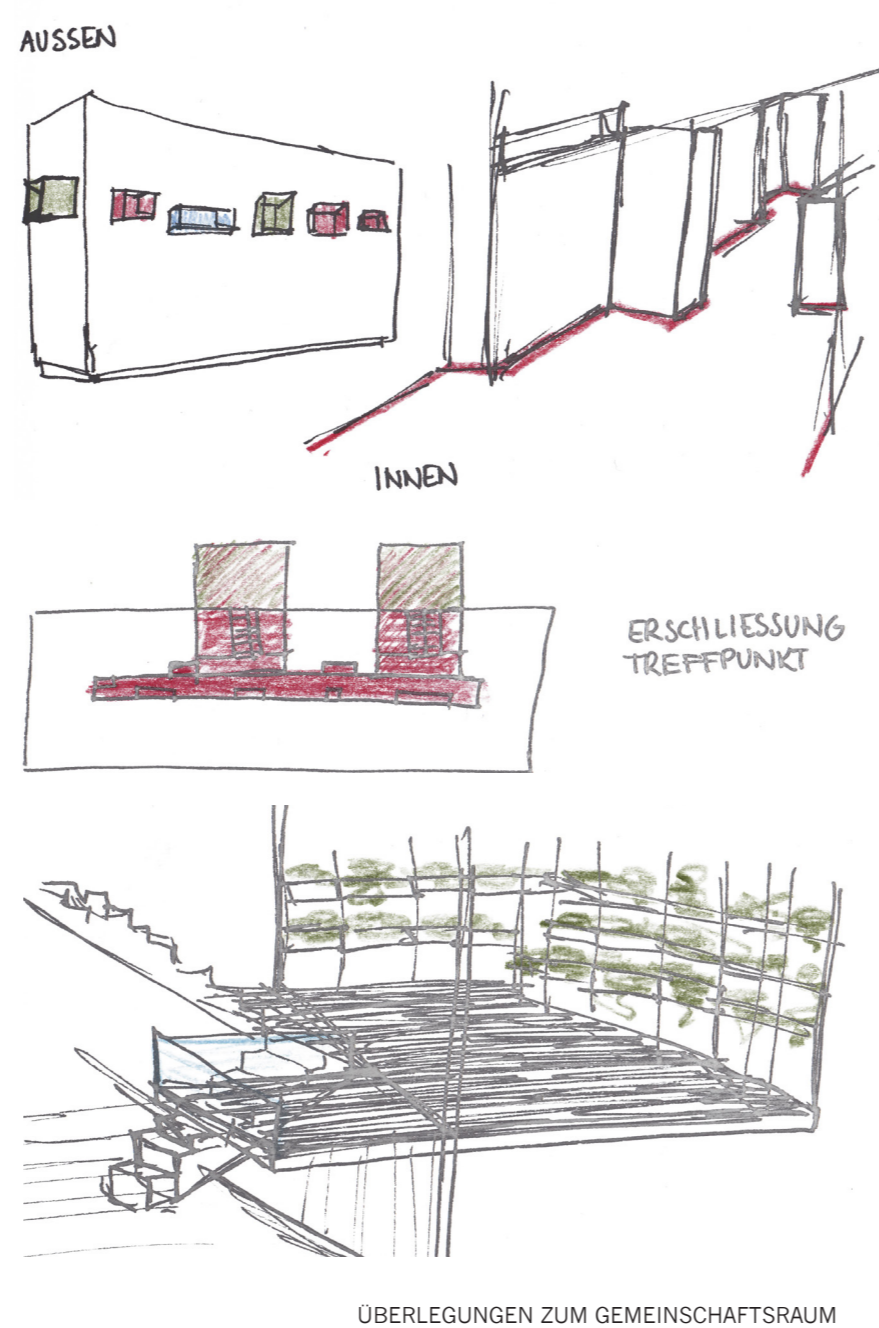 AUSSEN
INNEN
ERSCHLIESSUNG
TREFFPUNKT
ÜBERLEGUNGEN ZUM GEMEINSCHAFTSRAUM